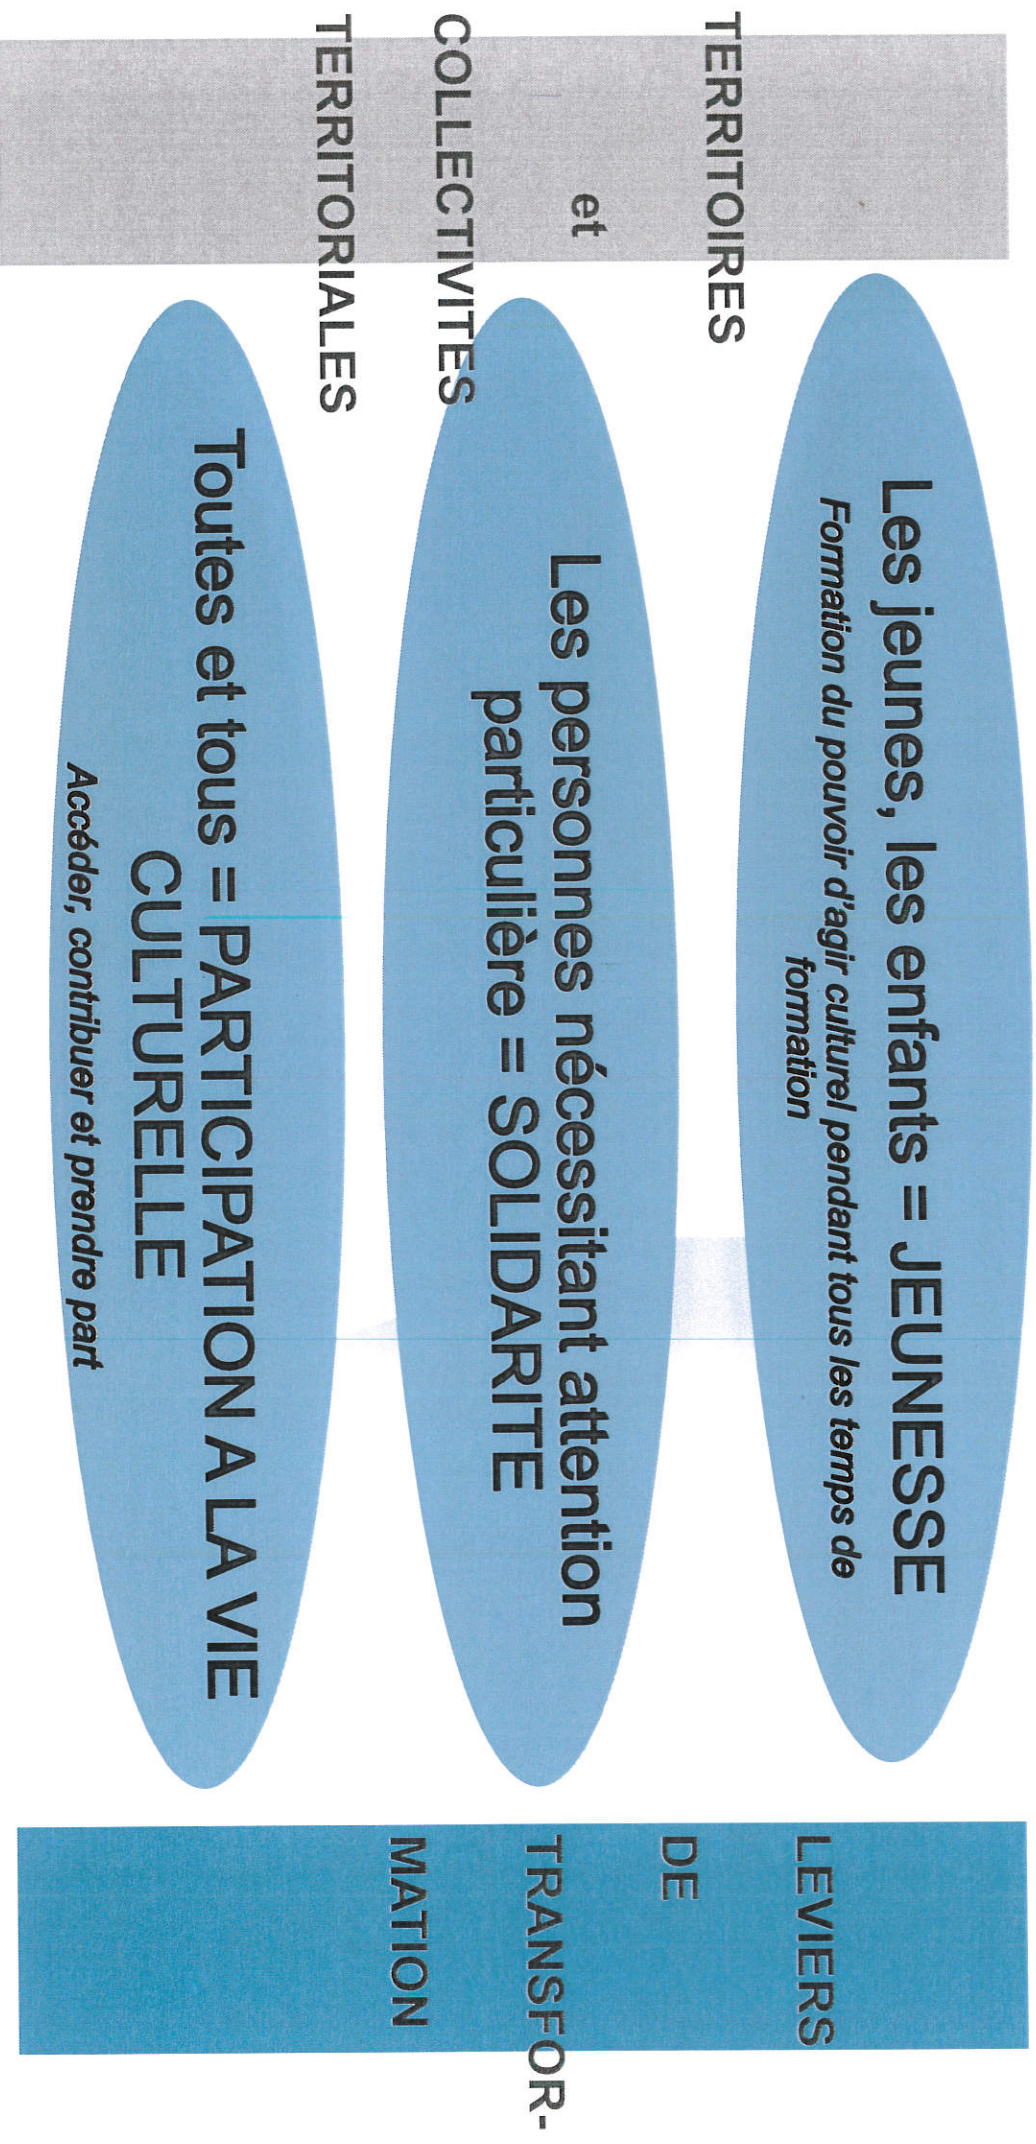 TERRITOIRES
et
COLLECTIVITES
TERRITORIALES
Les jeunes, les enfants = JEUNESSE
Formation du pouvoir d'agir culturel pendant tous les temps de
formation
Les personnes nécessitant attention
particulière = SOLIDARITE
Toutes et tous = PARTICIPATION A LA VIE
CULTURELLE
Accéder, contribuer et prendre part
LEVIERS
DE
TRANSFOR-
MATION